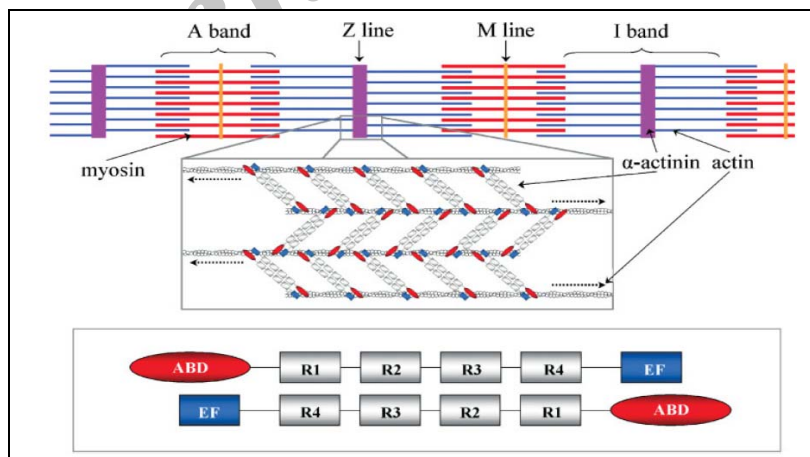 A band Z line M line I band
myosin α-actinin actin
ABD R1 R2 R3 R4 EF
EF R4 R3 R2 R1 ABD